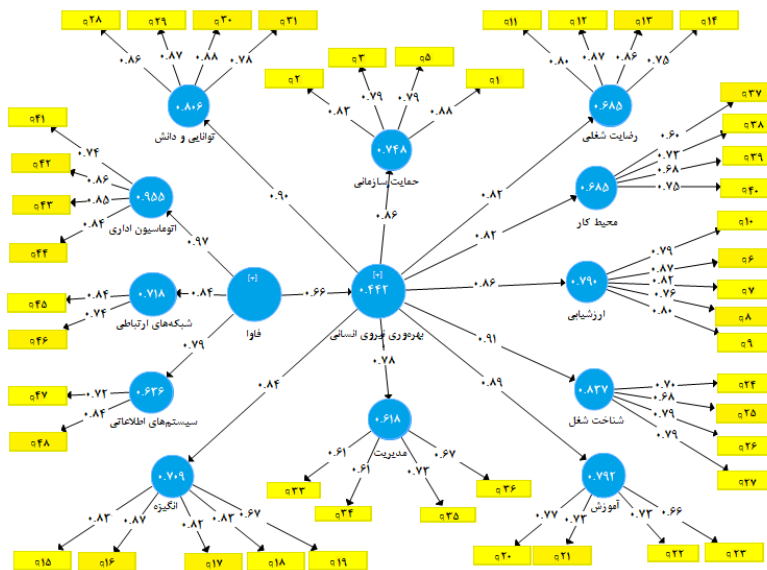 q۲۸ q۲۹ q۳۰ q۳۱
۰.۸۶ ۰.۸۷ ۰.۸۸ ۰.۷۸
۰.۸۰۶
توانایی و دانش
۰.۹۰
q۲ q۳ q۵ q۱
۰.۸۳ ۰.۷۹ ۰.۷۹ ۰.۸۸
۰.۷۴۸
حمایت سازمانی
۰.۸۶
q۱۱ q۱۲ q۱۳ q۱۴
۰.۸۰ ۰.۸۷ ۰.۸۶ ۰.۷۵
۰.۶۸۵
رضایت شغلی
۰.۸۲
q۴۱
q۴۲
q۴۳
q۴۴
۰.۷۴
۰.۸۶
۰.۸۵
۰.۸۴
۰.۹۵۵
اتوماسیون اداری
۰.۹۷
q۳۷
q۳۸
q۳۹
q۴۰
۰.۶۰
۰.۷۳
۰.۶۸
۰.۷۵
۰.۶۸۵
محیط کار
۰.۸۲
q۴۵
q۴۶
۰.۸۴
۰.۷۴
۰.۷۱۸
شبکه‌های ارتباطی
۰.۸۴
[+]
فاوا
۰.۶۶
[+]
۰.۴۴۲
بهره‌وری نیروی انسانی
q۱۰
q۶
q۷
q۸
q۹
۰.۷۹
۰.۸۷
۰.۸۲
۰.۷۶
۰.۸۰
۰.۷۹۰
ارزشیابی
۰.۸۶
q۴۷
q۴۸
۰.۷۲
۰.۸۴
۰.۶۳۶
سیستم‌های اطلاعاتی
۰.۷۹
q۲۴
q۲۵
q۲۶
q۲۷
۰.۷۰
۰.۶۸
۰.۷۹
۰.۷۹
۰.۸۳۷
شناخت شغل
۰.۹۱
۰.۸۴
۰.۷۰۹
انگیزه
۰.۸۳ ۰.۸۷ ۰.۸۲ ۰.۸۳ ۰.۶۷
q۱۵ q۱۶ q۱۷ q۱۸ q۱۹
۰.۷۸
۰.۶۱۸
مدیریت
۰.۶۱ ۰.۶۱ ۰.۷۳ ۰.۶۷
q۳۳ q۳۴ q۳۵ q۳۶
۰.۸۹
۰.۷۹۲
آموزش
۰.۷۷ ۰.۷۳ ۰.۷۳ ۰.۶۶
q۲۰ q۲۱ q۲۲ q۲۳